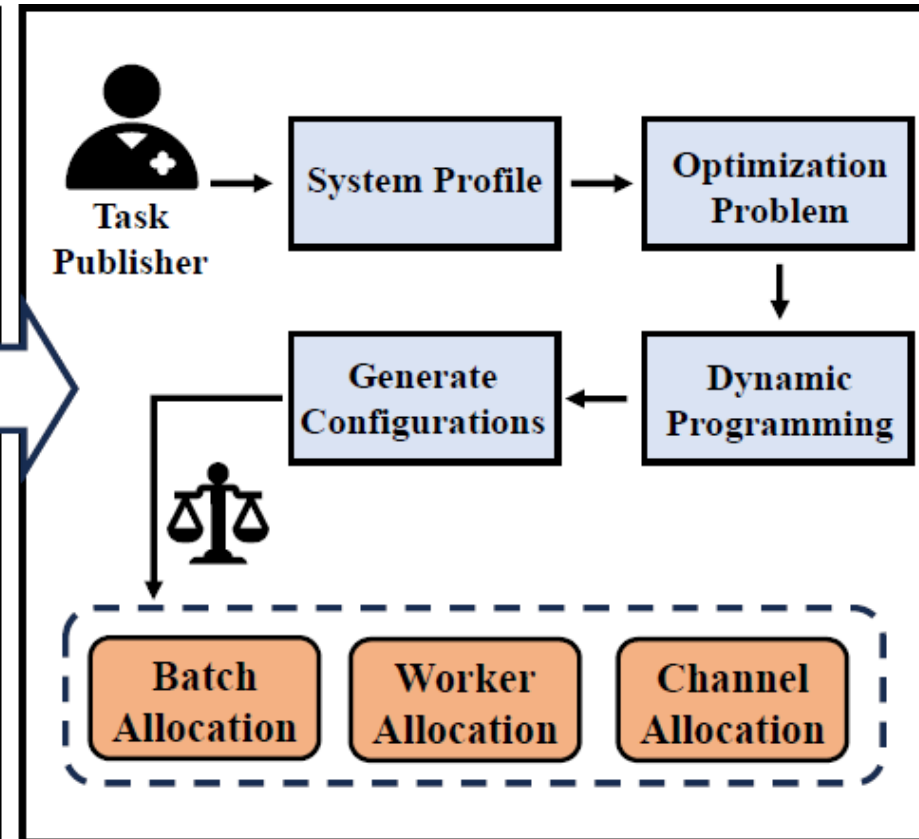 Task
Publisher
System Profile
Optimization
Problem
Generate
Configurations
Dynamic
Programming
Batch
Allocation
Worker
Allocation
Channel
Allocation